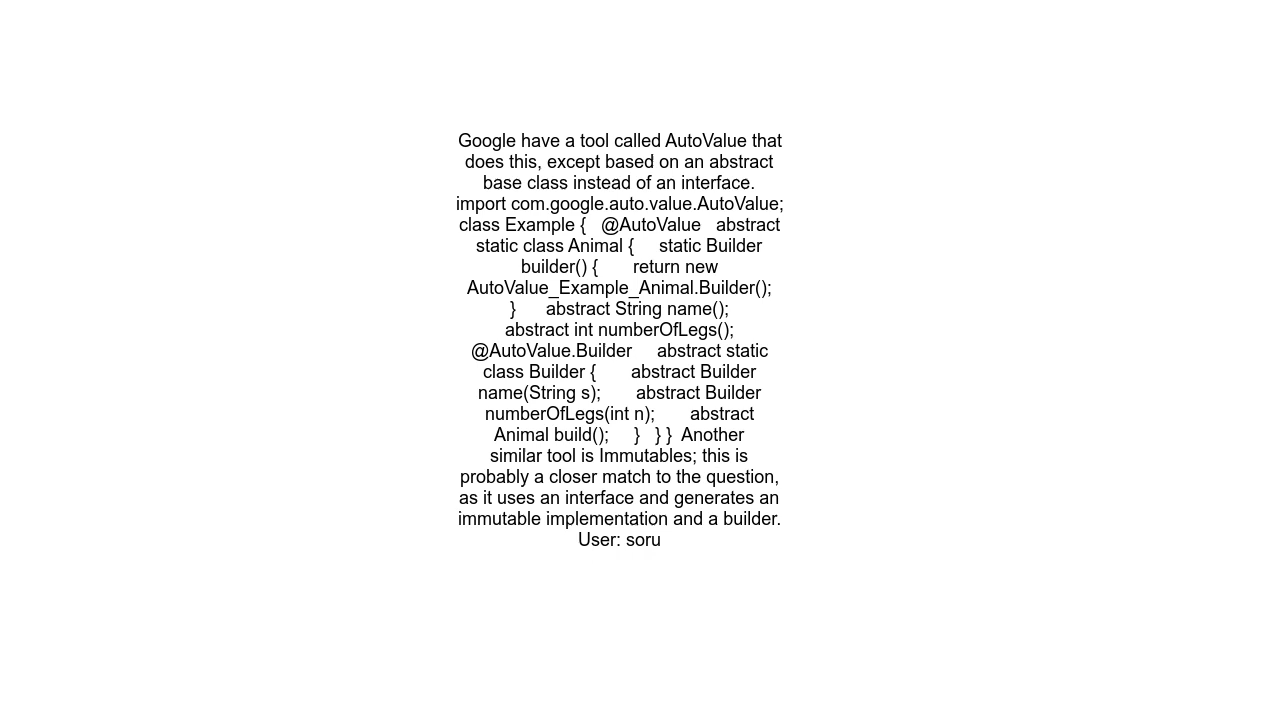 Google have a tool called AutoValue that
does this, except based on an abstract
base class instead of an interface.
import com.google.auto.value.AutoValue;
class Example {   @AutoValue   abstract
static class Animal {     static Builder
builder() {       return new
AutoValue_Example_Animal.Builder();
}      abstract String name();
abstract int numberOfLegs();
@AutoValue.Builder     abstract static
class Builder {       abstract Builder
name(String s);       abstract Builder
numberOfLegs(int n);       abstract
Animal build();     }   } }  Another
similar tool is Immutables; this is
probably a closer match to the question,
as it uses an interface and generates an
immutable implementation and a builder.
User: soru